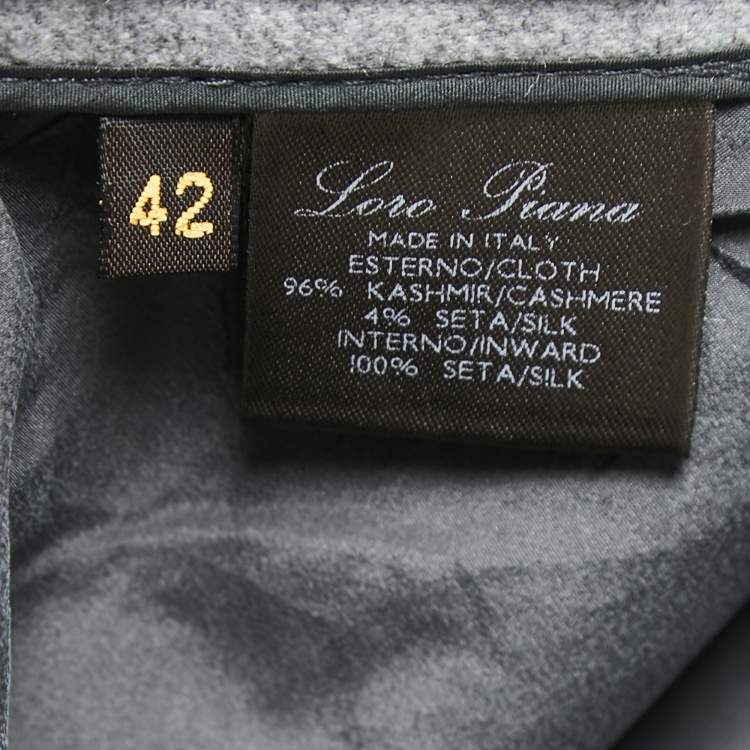 42
Loro Piana
MADE IN ITALY
ESTERNO/CLOTH
96% KASHMIR/CASHMERE
4% SETA/SILK
INTERNO/INWARD
100% SETA/SILK